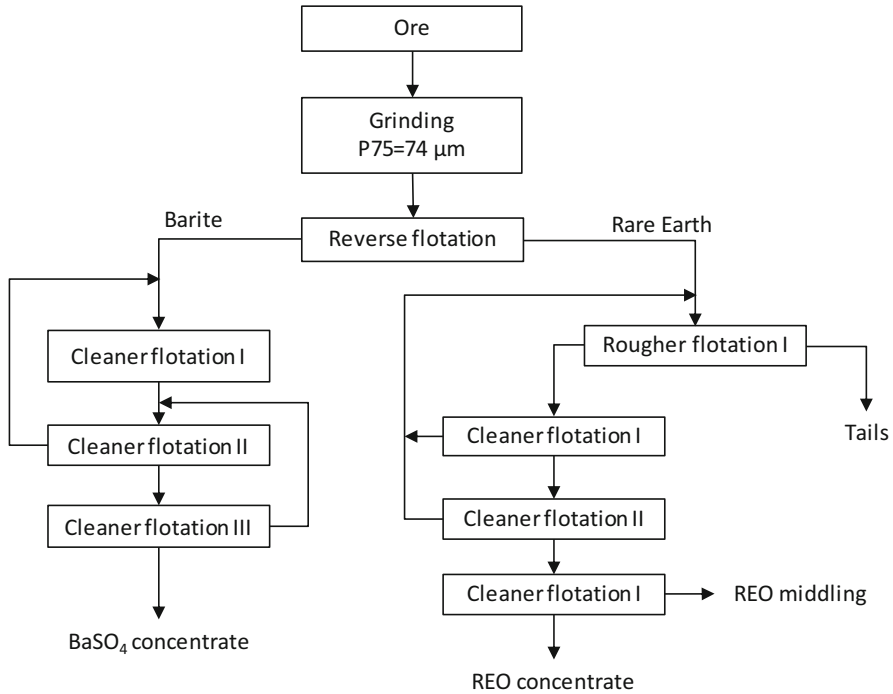 Ore
Grinding
P75=74 μm
Barite
Rare Earth
Reverse flotation
Cleaner flotation I
Rougher flotation I
Cleaner flotation II
Cleaner flotation I
Tails
Cleaner flotation III
Cleaner flotation II
Cleaner flotation I
REO middling
BaSO₄ concentrate
REO concentrate